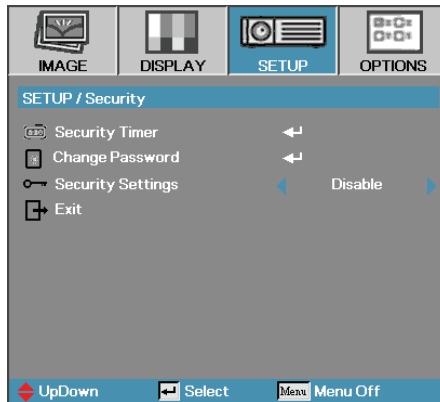 IMAGE DISPLAY SETUP OPTIONS
SETUP / Security
Security Timer
Change Password
Security Settings Disable
Exit
UpDown Select Menu Menu Off